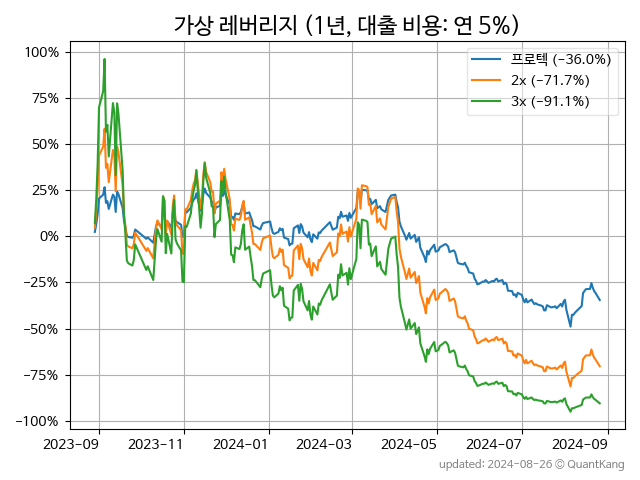 가상 레버리지 (1년, 대출 비용: 연 5%)
프로텍 (−36.0%)
2x (−71.7%)
3x (−91.1%)
100%
75%
50%
25%
0%
−25%
−50%
−75%
−100%
2023-09 2023-11 2024-01 2024-03 2024-05 2024-07 2024-09
updated: 2024-08-26 © QuantKang